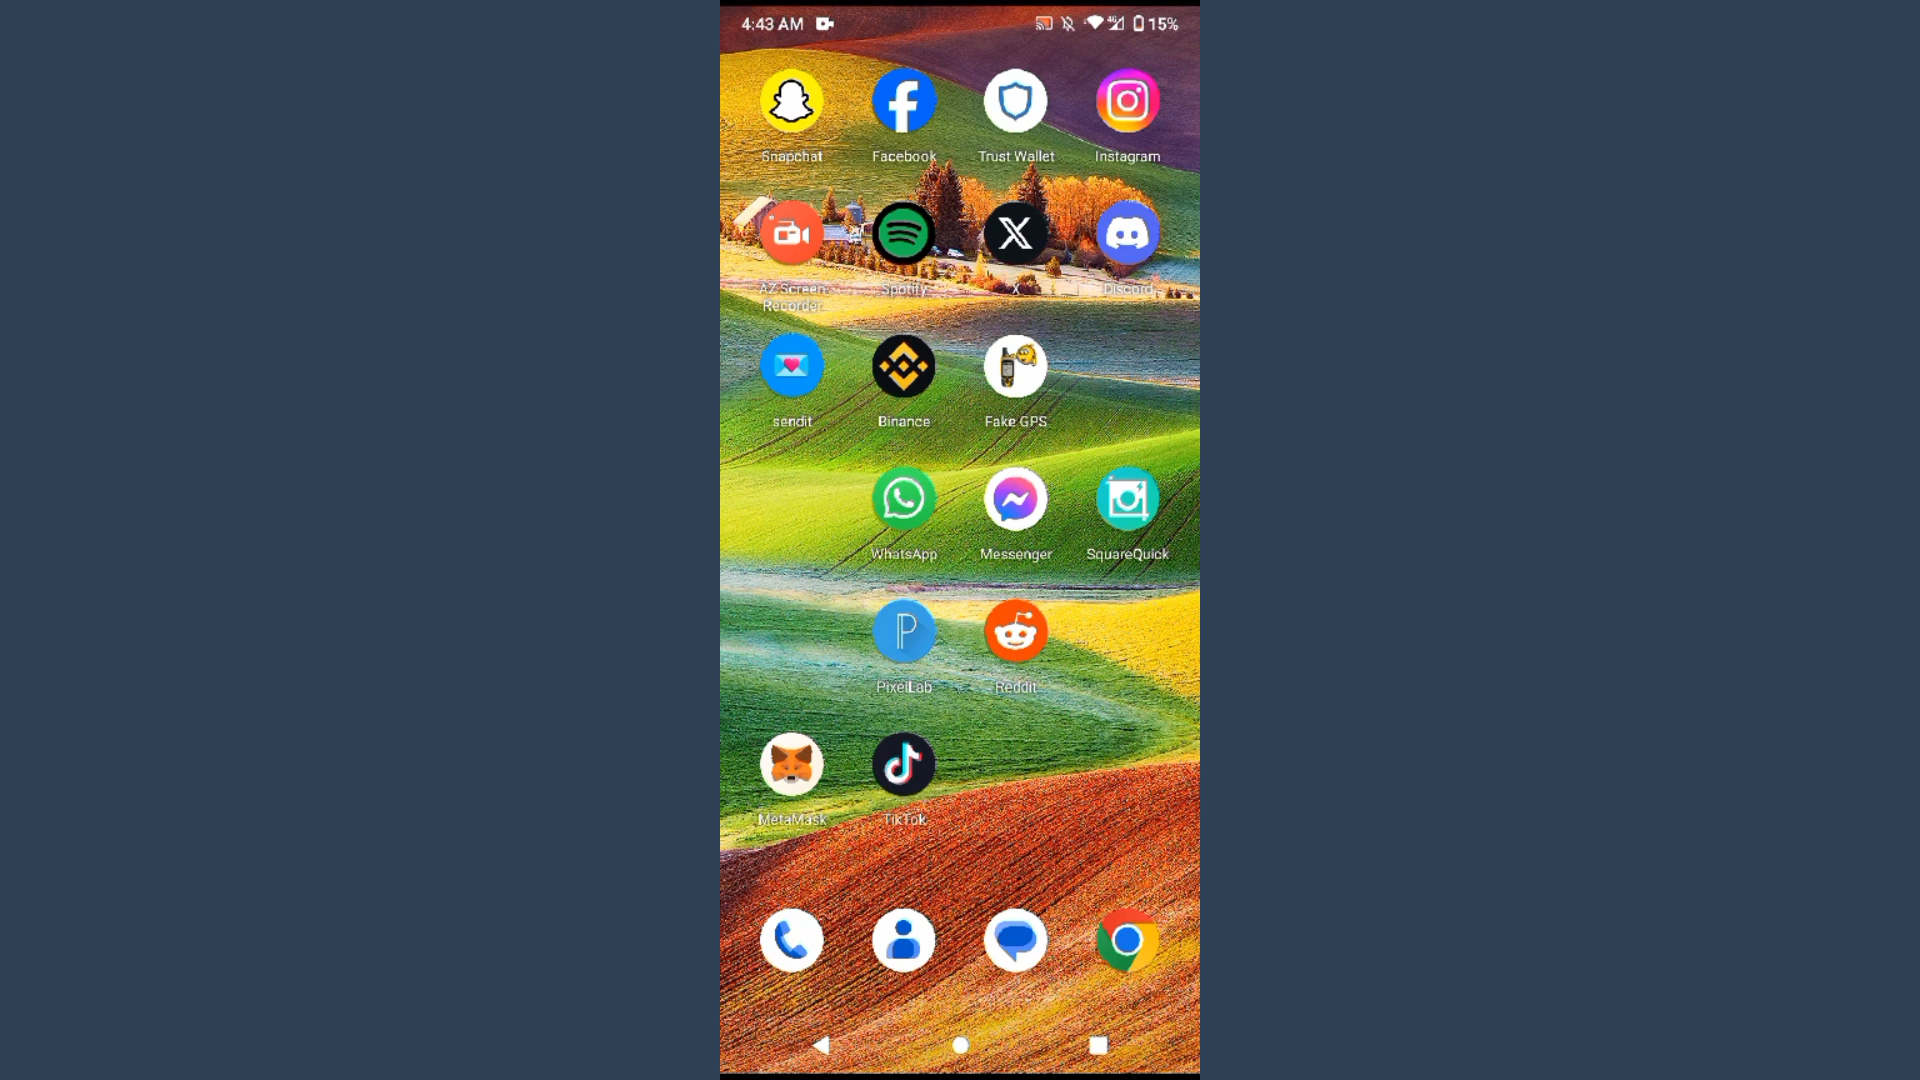 4:43 AM
4G
15%
Snapchat
Facebook
Trust Wallet
Instagram
AZ Screen
Recorder
Spotify
X
Discord
sendit
Binance
Fake GPS
WhatsApp
Messenger
SquareQuick
PixelLab
Reddit
MetaMask
TikTok